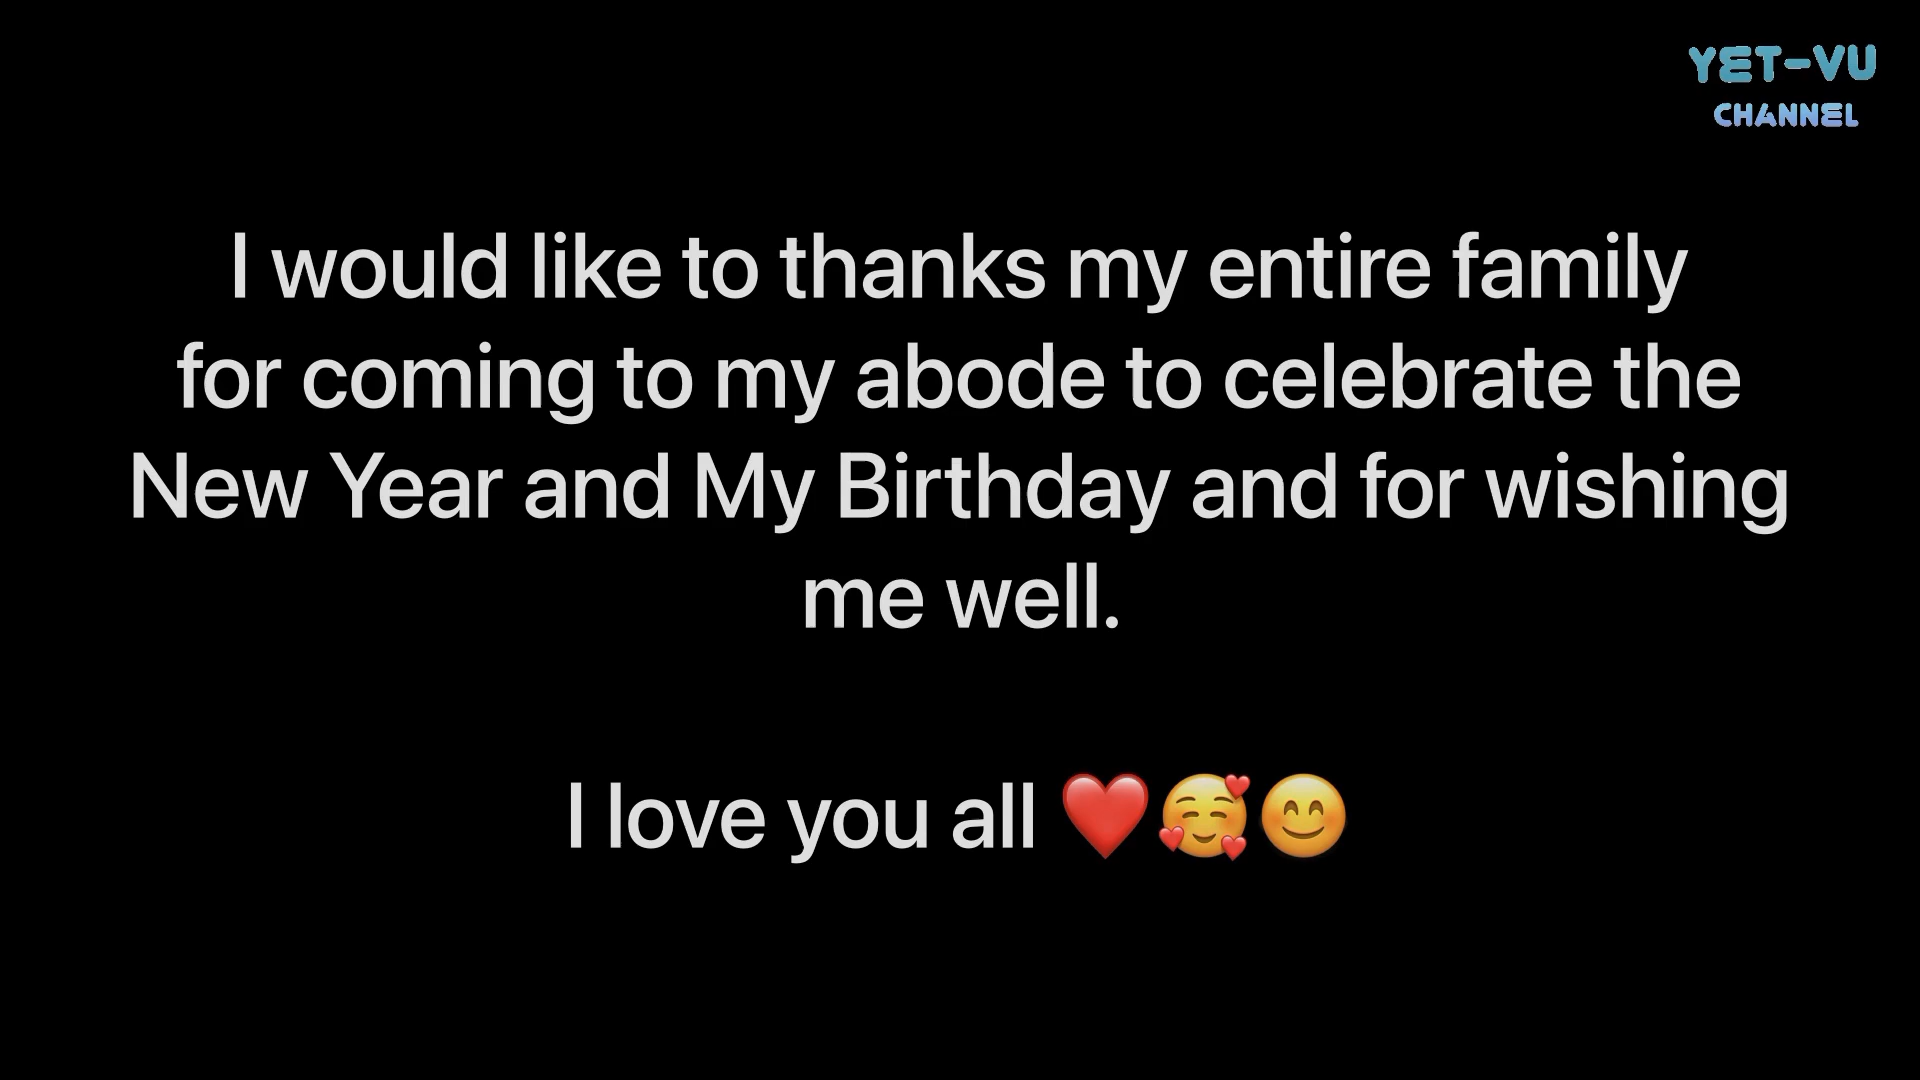 YET-VU
CHANNEL
I would like to thanks my entire family
for coming to my abode to celebrate the
New Year and My Birthday and for wishing
me well.
I love you all ❤️🥰😊